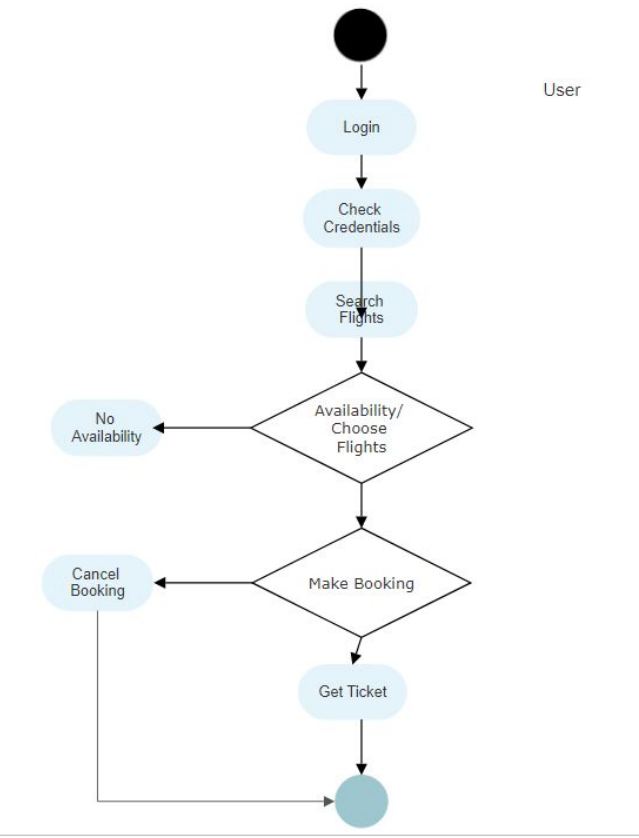 User
Login
Check
Credentials
Search
Flights
Availability/
Choose
Flights
No
Availability
Make Booking
Cancel
Booking
Get Ticket